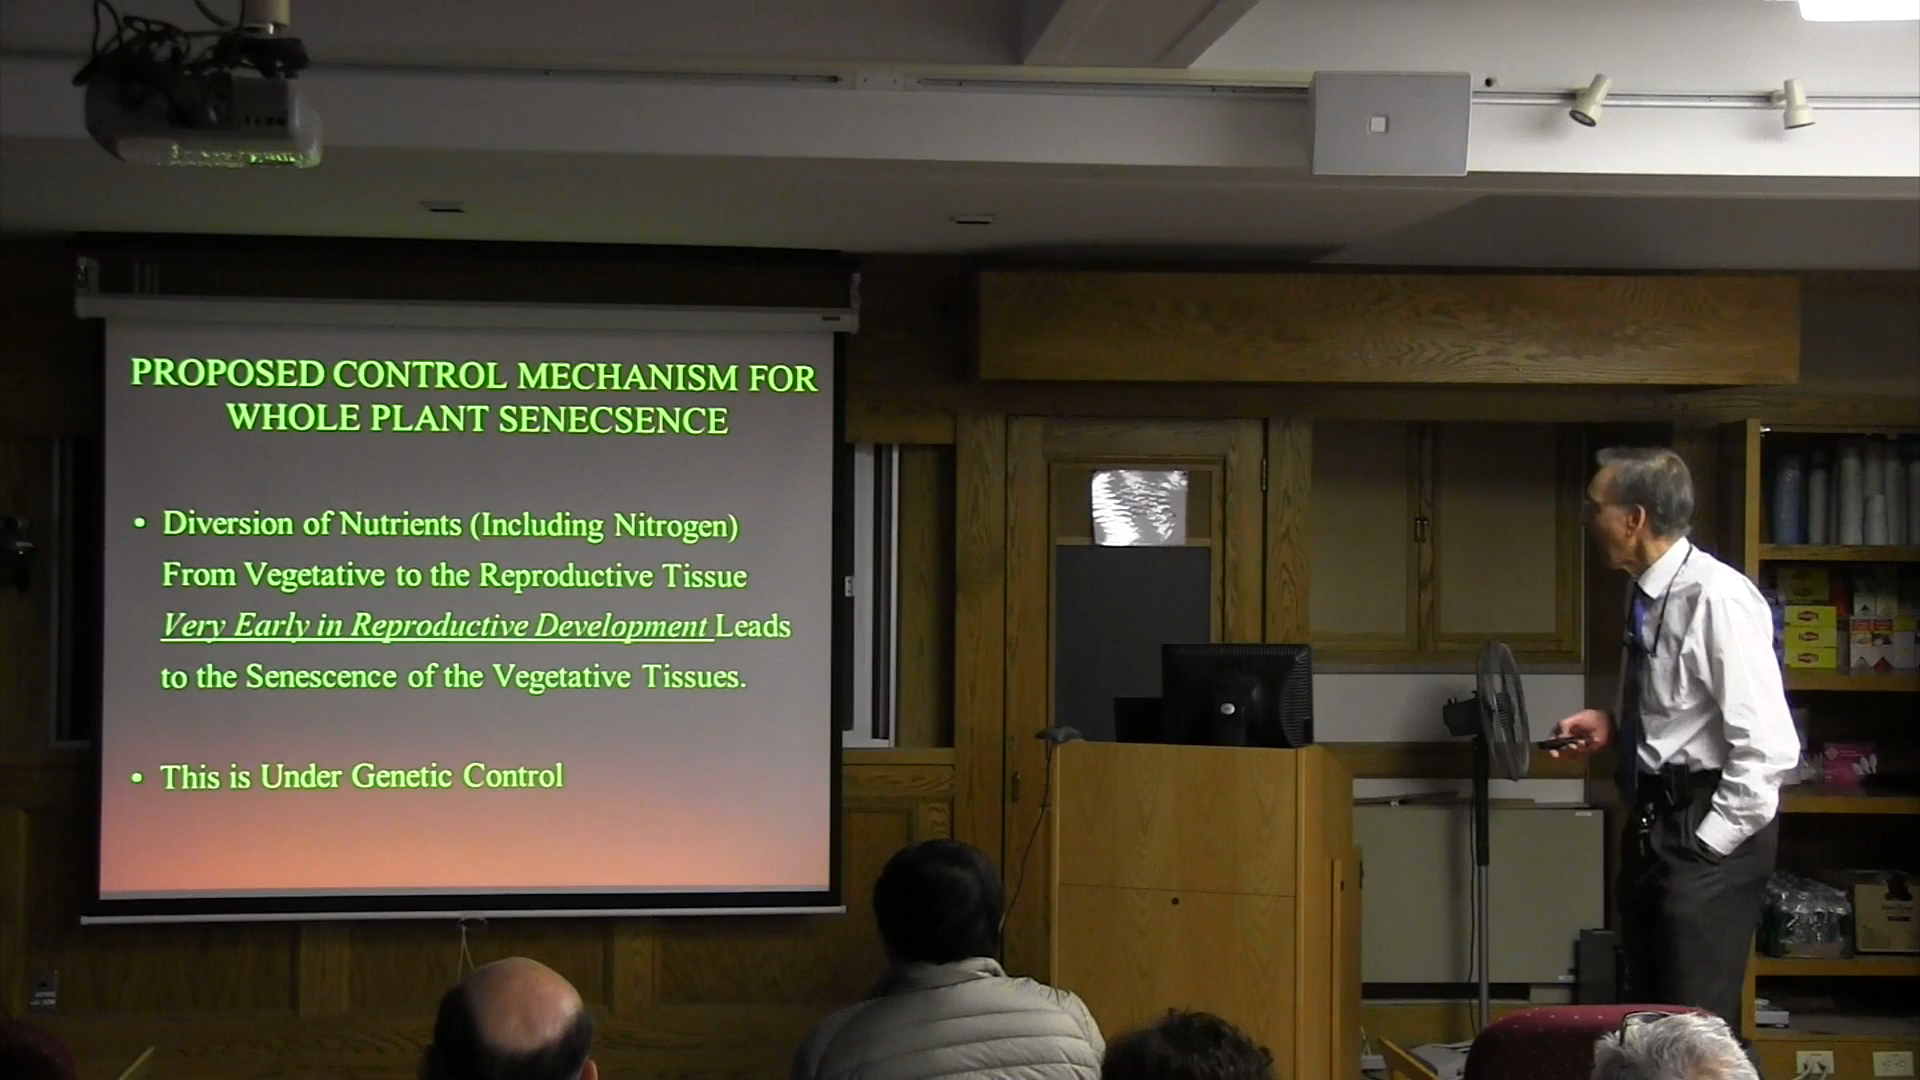 PROPOSED CONTROL MECHANISM FOR
WHOLE PLANT SENECSENCE
• Diversion of Nutrients (Including Nitrogen)
From Vegetative to the Reproductive Tissue
Very Early in Reproductive Development Leads
to the Senescence of the Vegetative Tissues.
• This is Under Genetic Control